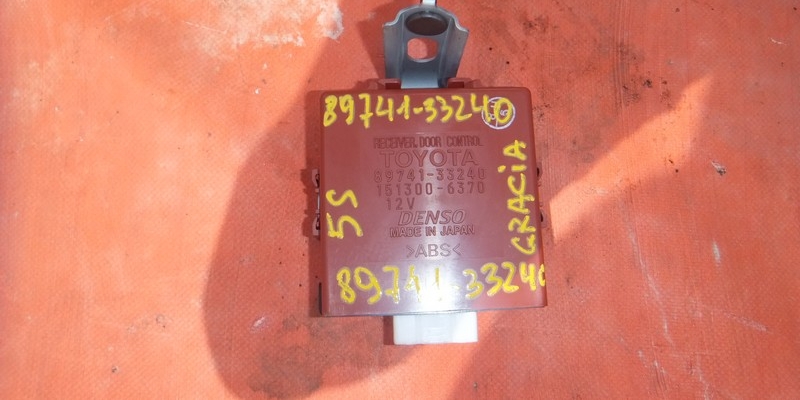 89741-33240
RECEIVER, DOOR CONTROL
TOYOTA
89741-33240
151300-6370
12V
DENSO
MADE IN JAPAN
>ABS<
5S
GRACIA
89741-33240